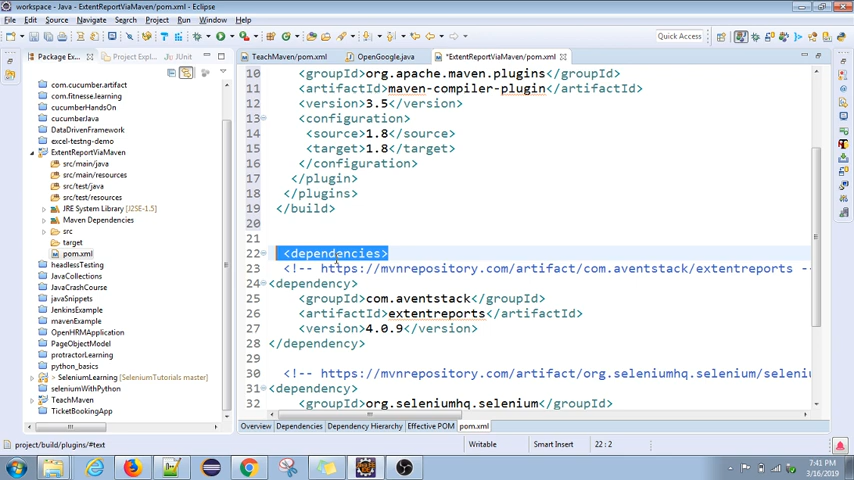 workspace - Java - ExtentReportViaMaven/pom.xml - Eclipse
File Edit Source Navigate Search Project Run Window Help
Quick Access
Package Ex...
Project Explor...
JUnit
TeachMaven/pom.xml
OpenGoogle.java
*ExtentReportViaMaven/pom.xml
com.cucumber.artifact
com.fitnesse.learning
cucumberHandsOn
cucumberJava
DataDrivenFramework
excel-testng-demo
ExtentReportViaMaven
src/main/java
src/main/resources
src/test/java
src/test/resources
JRE System Library [J2SE-1.5]
Maven Dependencies
src
target
pom.xml
headlessTesting
JavaCollections
JavaCrashCourse
javaSnippets
JenkinsExample
mavenExample
OpenHRM Application
PageObjectModel
protractorLearning
python_basics
> SeleniumLearning [SeleniumTutorials master]
seleniumWithPython
TeachMaven
TicketBookingApp
10 <groupId>org.apache.maven.plugins</groupId>
11 <artifactId>maven-compiler-plugin</artifactId>
12 <version>3.5</version>
13 <configuration>
14 <source>1.8</source>
15 <target>1.8</target>
16 </configuration>
17 </plugin>
18 </plugins>
19 </build>
20
21
22 <dependencies>
23 <!-- https://mvnrepository.com/artifact/com.aventstack/extentreports --
24 <dependency>
25 <groupId>com.aventstack</groupId>
26 <artifactId>extentreports</artifactId>
27 <version>4.0.9</version>
28 </dependency>
29
30 <!-- https://mvnrepository.com/artifact/org.seleniumhq.selenium/seleni
31 <dependency>
32 <groupId>org.seleniumhq.selenium</groupId>
Overview Dependencies Dependency Hierarchy Effective POM pom.xml
project/build/plugins/#text
Writable
Smart Insert
22 : 2
7:41 PM
3/16/2019